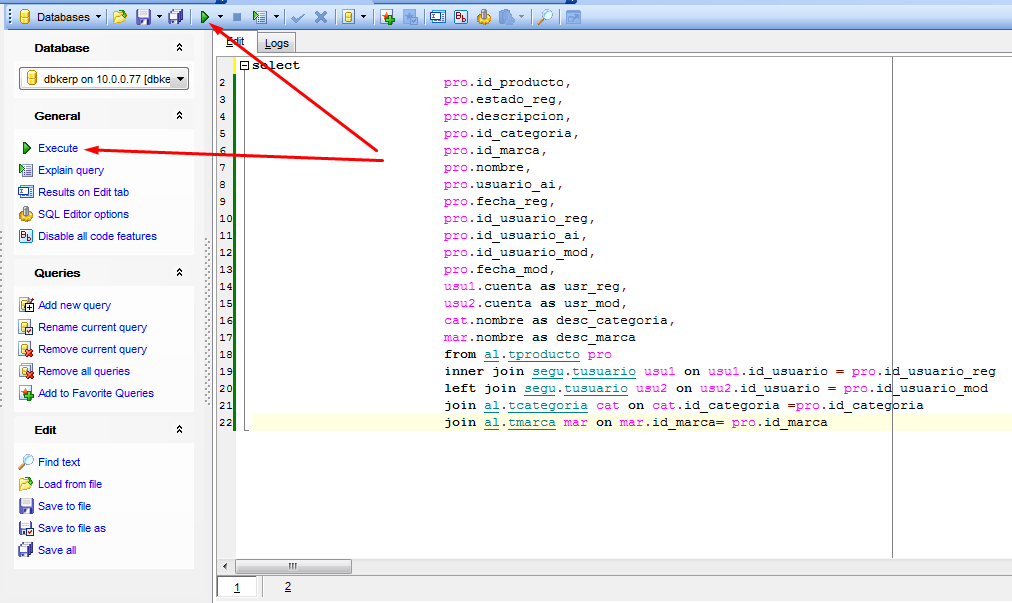 Databases
Edit
Logs
Database
dbkerp on 10.0.0.77 [dbke
General
Execute
Explain query
Results on Edit tab
SQL Editor options
Disable all code features
Queries
Add new query
Rename current query
Remove current query
Remove all queries
Add to Favorite Queries
Edit
Find text
Load from file
Save to file
Save to file as
Save all
select
2 pro.id_producto,
3 pro.estado_reg,
4 pro.descripcion,
5 pro.id_categoria,
6 pro.id_marca,
7 pro.nombre,
8 pro.usuario_ai,
9 pro.fecha_reg,
10 pro.id_usuario_reg,
11 pro.id_usuario_ai,
12 pro.id_usuario_mod,
13 pro.fecha_mod,
14 usu1.cuenta as usr_reg,
15 usu2.cuenta as usr_mod,
16 cat.nombre as desc_categoria,
17 mar.nombre as desc_marca
18 from al.tproducto pro
19 inner join segu.tusuario usu1 on usu1.id_usuario = pro.id_usuario_reg
20 left join segu.tusuario usu2 on usu2.id_usuario = pro.id_usuario_mod
21 join al.tcategoria cat on cat.id_categoria =pro.id_categoria
22 join al.tmarca mar on mar.id_marca= pro.id_marca
1 2